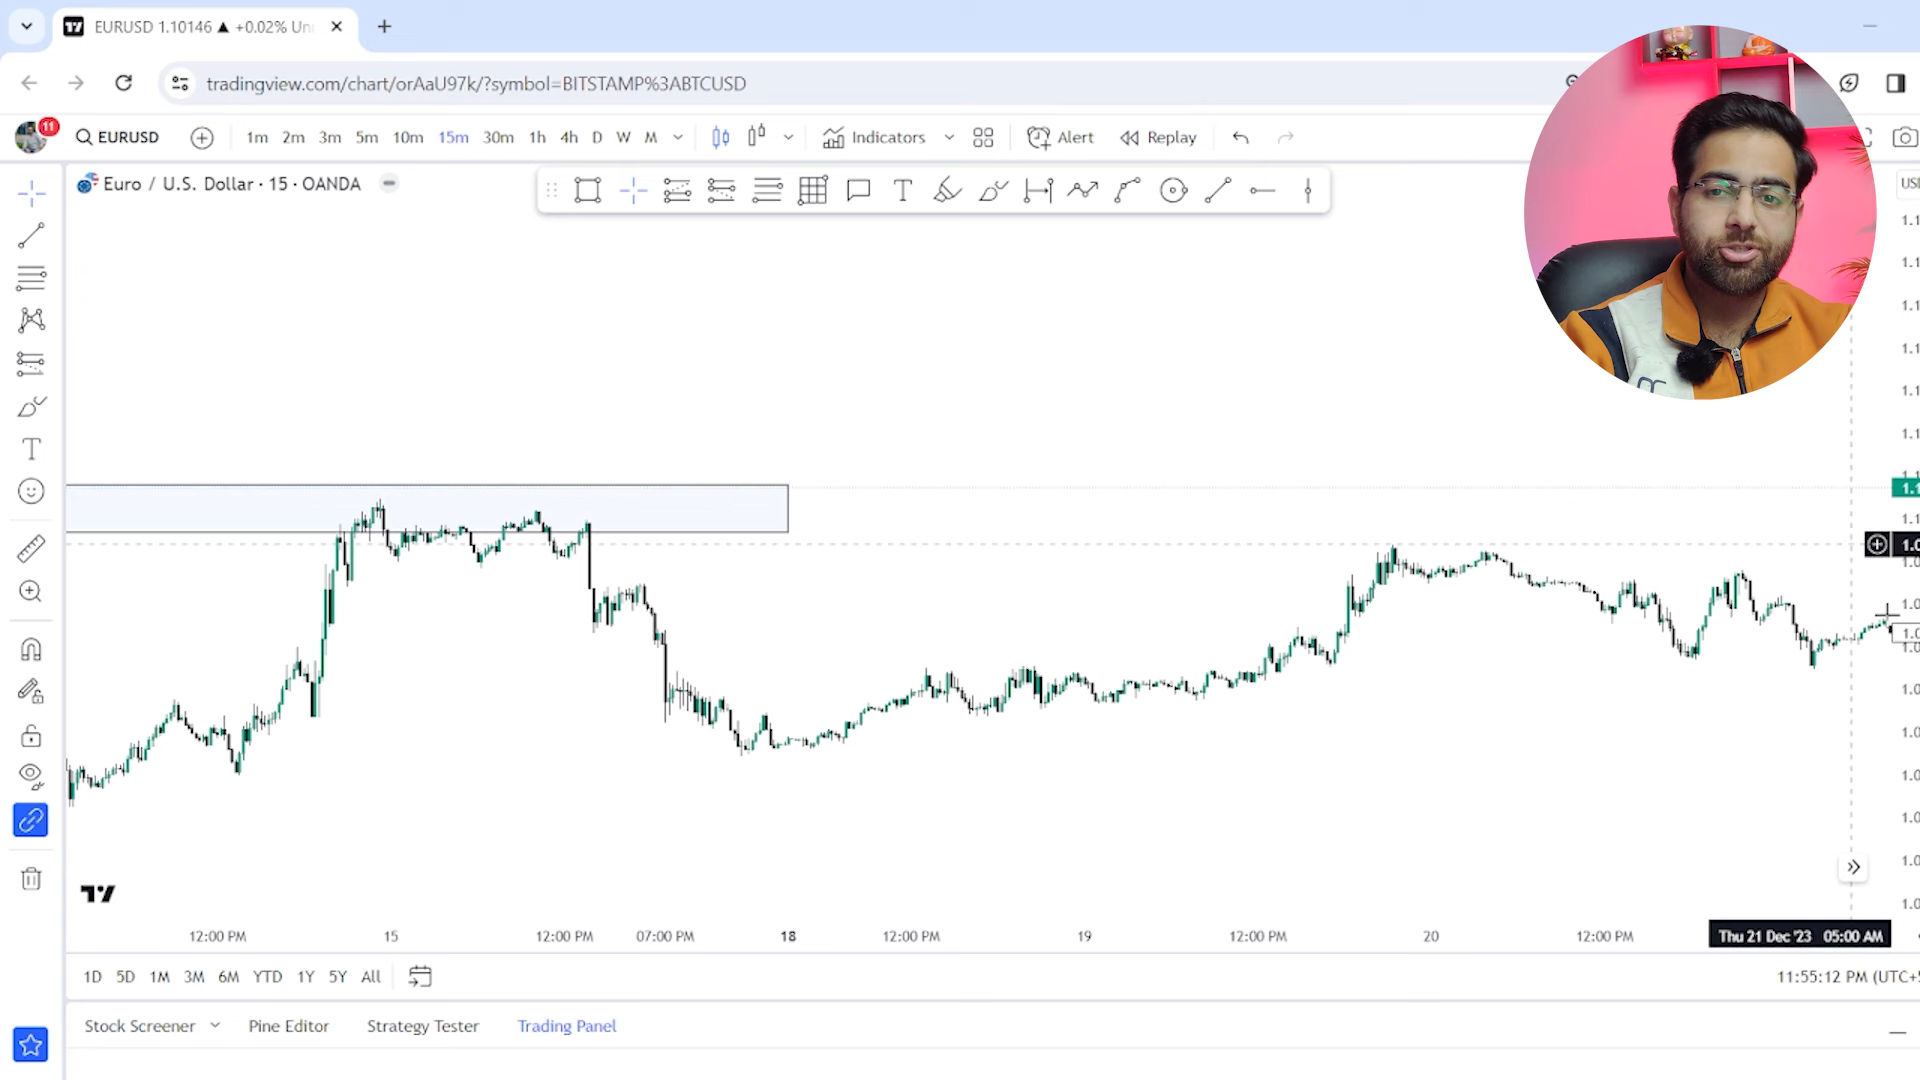 EURUSD 1.10146 ▲ +0.02% Un
tradingview.com/chart/orAaU97k/?symbol=BITSTAMP%3ABTCUSD
11
EURUSD
1m 2m 3m 5m 10m 15m 30m 1h 4h D W M
Indicators
Alert
Replay
Euro / U.S. Dollar · 15 · OANDA
12:00 PM 15 12:00 PM 07:00 PM 18 12:00 PM 19 12:00 PM 20 12:00 PM
Thu 21 Dec '23 05:00 AM
1D 5D 1M 3M 6M YTD 1Y 5Y All
11:55:12 PM (UTC+
Stock Screener
Pine Editor
Strategy Tester
Trading Panel